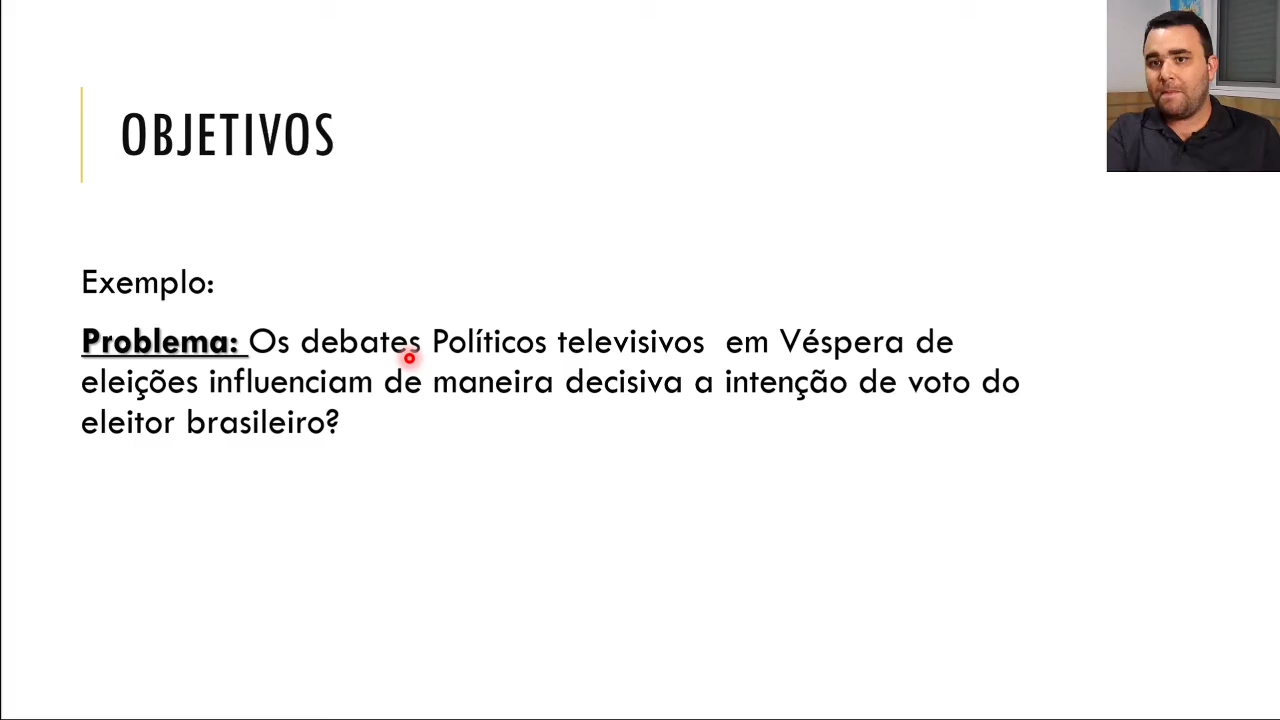 OBJETIVOS
Exemplo:
Problema: Os debates Políticos televisivos  em Véspera de
eleições influenciam de maneira decisiva a intenção de voto do
eleitor brasileiro?